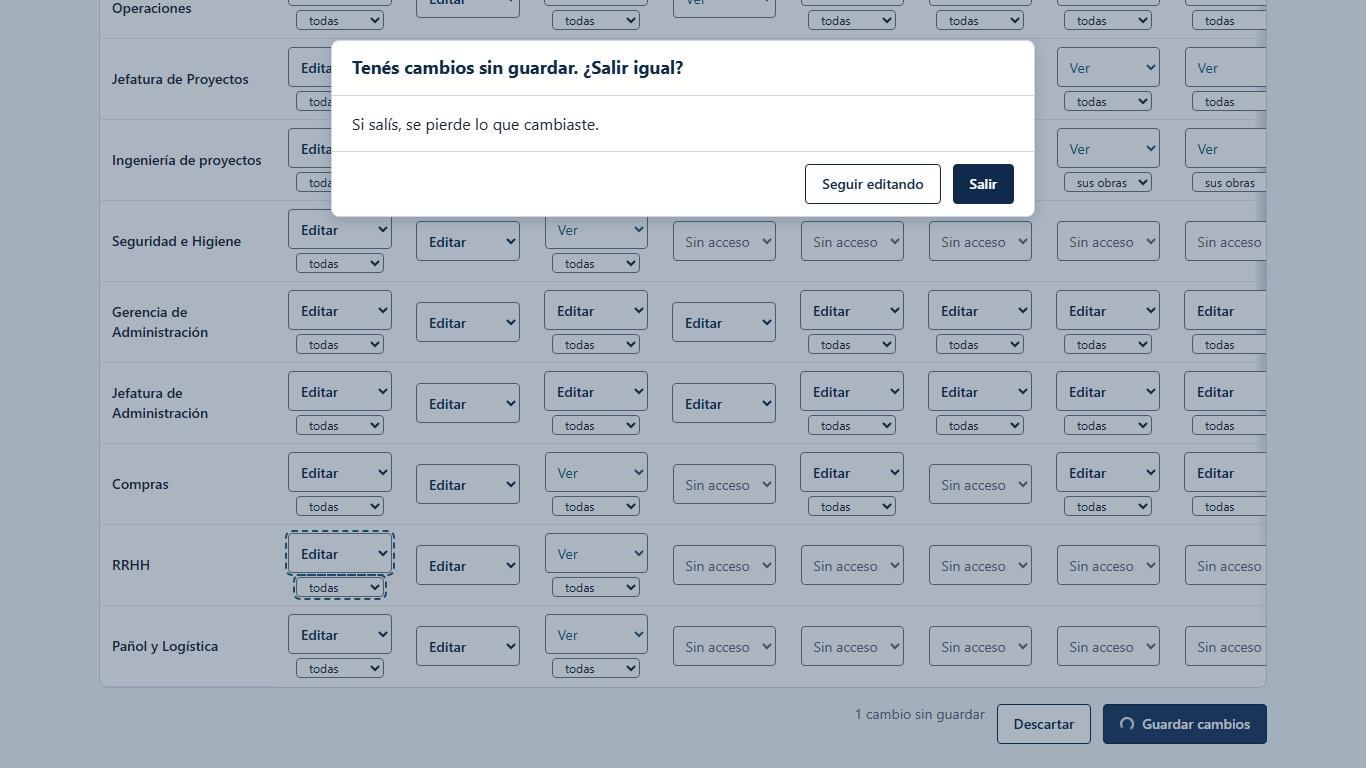 Operaciones
Editar Ver
todas todas todas todas todas todas
Tenés cambios sin guardar. ¿Salir igual?
Si salís, se pierde lo que cambiaste.
Seguir editando Salir
Jefatura de Proyectos
Ver Ver
todas todas
Ingeniería de proyectos
Ver Ver
sus obras sus obras
Seguridad e Higiene
Editar Editar Ver Sin acceso Sin acceso Sin acceso Sin acceso Sin acceso
todas todas
Gerencia de
Administración
Editar Editar Editar Editar Editar Editar Editar Editar
todas todas todas todas todas todas
Jefatura de
Administración
Editar Editar Editar Editar Editar Editar Editar Editar
todas todas todas todas todas todas
Compras
Editar Editar Ver Sin acceso Editar Sin acceso Editar Editar
todas todas todas todas todas
RRHH
Editar Editar Ver Sin acceso Sin acceso Sin acceso Sin acceso Sin acceso
todas todas
Pañol y Logística
Editar Editar Ver Sin acceso Sin acceso Sin acceso Sin acceso Sin acceso
todas todas
1 cambio sin guardar
Descartar
Guardar cambios